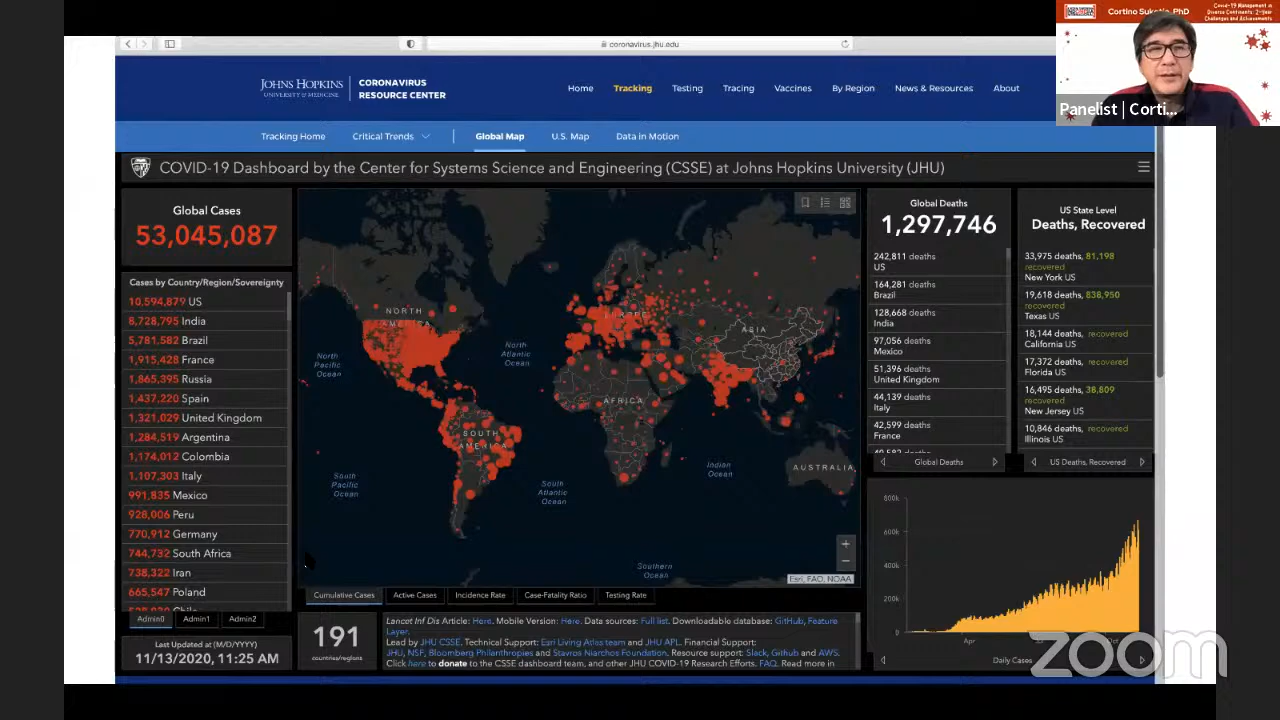 coronavirus.jhu.edu
Cortino Sukotjo, PhD
Covid-19 Management in
Diverse Continents: 2-Year
Challenges and Achievements
Panelist | Corti...
JOHNS HOPKINS
UNIVERSITY & MEDICINE
CORONAVIRUS
RESOURCE CENTER
Home
Tracking
Testing
Tracing
Vaccines
By Region
News & Resources
About
Tracking Home
Critical Trends
Global Map
U.S. Map
Data in Motion
COVID-19 Dashboard by the Center for Systems Science and Engineering (CSSE) at Johns Hopkins University (JHU)
Global Cases
53,045,087
Cases by Country/Region/Sovereignty
10,594,879 US
8,728,795 India
5,781,582 Brazil
1,915,428 France
1,865,395 Russia
1,437,220 Spain
1,321,029 United Kingdom
1,284,519 Argentina
1,174,012 Colombia
1,107,303 Italy
991,835 Mexico
928,006 Peru
770,912 Germany
744,732 South Africa
738,322 Iran
665,547 Poland
Admin0
Admin1
Admin2
Last Updated at (M/D/YYYY)
11/13/2020, 11:25 AM
NORTH
AMERICA
North
Pacific
Ocean
North
Atlantic
Ocean
EUROPE
ASIA
AFRICA
SOUTH
AMERICA
South
Pacific
Ocean
South
Atlantic
Ocean
Indian
Ocean
AUSTRALIA
Southern
Ocean
+
−
Esri, FAO, NOAA
Cumulative Cases
Active Cases
Incidence Rate
Case-Fatality Ratio
Testing Rate
191
countries/regions
Lancet Inf Dis Article: Here. Mobile Version: Here. Data sources: Full list. Downloadable database: GitHub, Feature
Layer.
Lead by JHU CSSE. Technical Support: Esri Living Atlas team and JHU APL. Financial Support:
JHU, NSF, Bloomberg Philanthropies and Stavros Niarchos Foundation. Resource support: Slack, Github and AWS.
Click here to donate to the CSSE dashboard team, and other JHU COVID-19 Research Efforts. FAQ. Read more in
Global Deaths
1,297,746
242,811 deaths
US
164,281 deaths
Brazil
128,668 deaths
India
97,056 deaths
Mexico
51,396 deaths
United Kingdom
44,139 deaths
Italy
42,599 deaths
France
Global Deaths
US State Level
Deaths, Recovered
33,975 deaths, 81,198
recovered
New York US
19,618 deaths, 838,950
recovered
Texas US
18,144 deaths, recovered
California US
17,372 deaths, recovered
Florida US
16,495 deaths, 38,809
recovered
New Jersey US
10,846 deaths, recovered
Illinois US
US Deaths, Recovered
800k
600k
400k
200k
0
Apr
Oct
Daily Cases
zoom